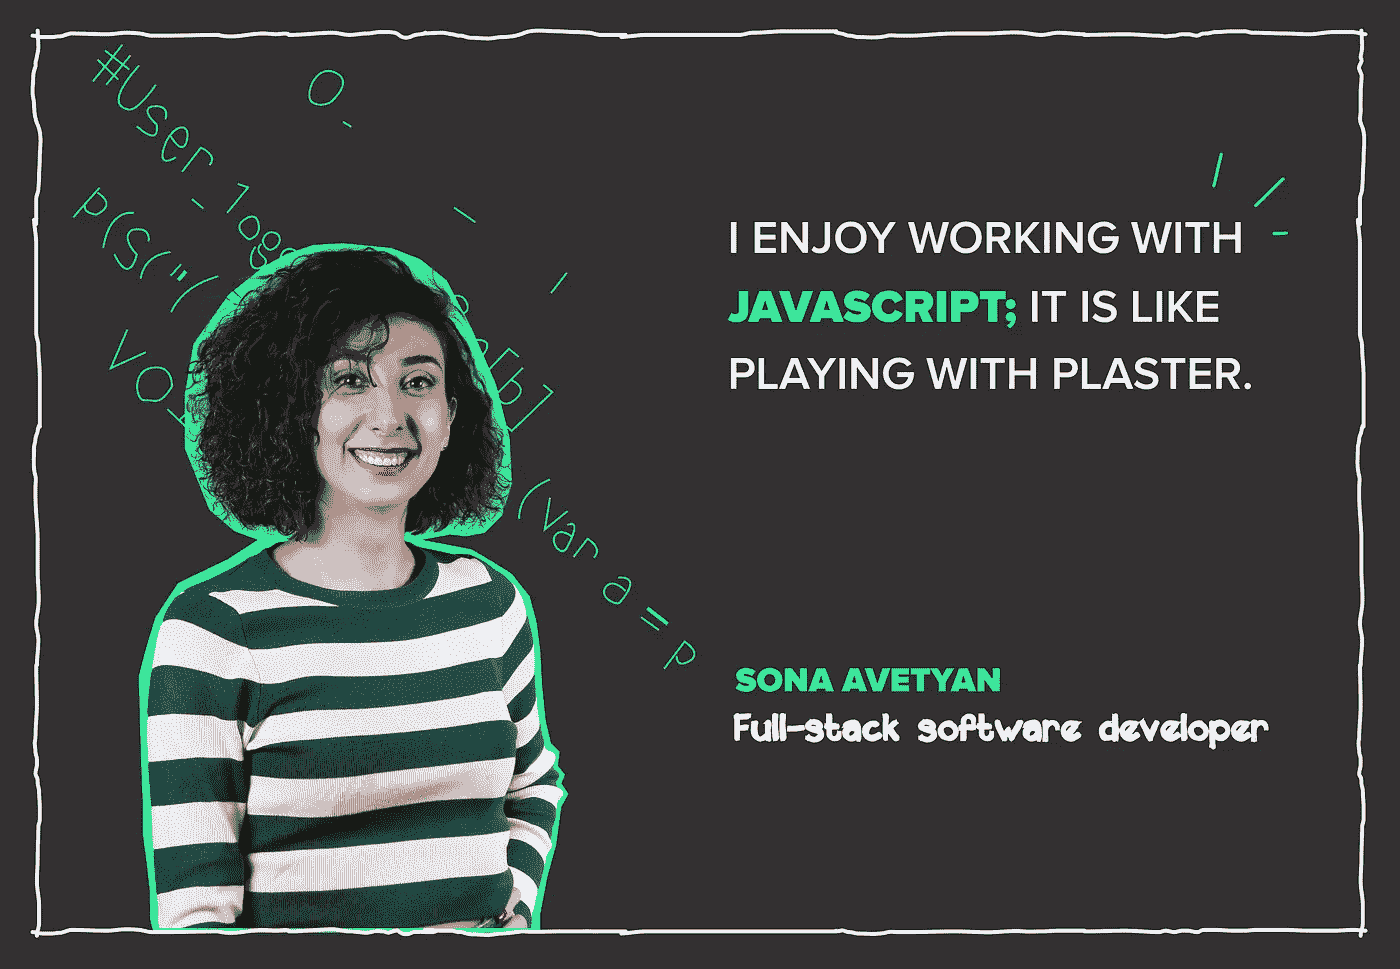 #User_logg
O_
p(S("(
VO
[b]
(var a = p
I ENJOY WORKING WITH
JAVASCRIPT; IT IS LIKE
PLAYING WITH PLASTER.
SONA AVETYAN
Full-stack software developer